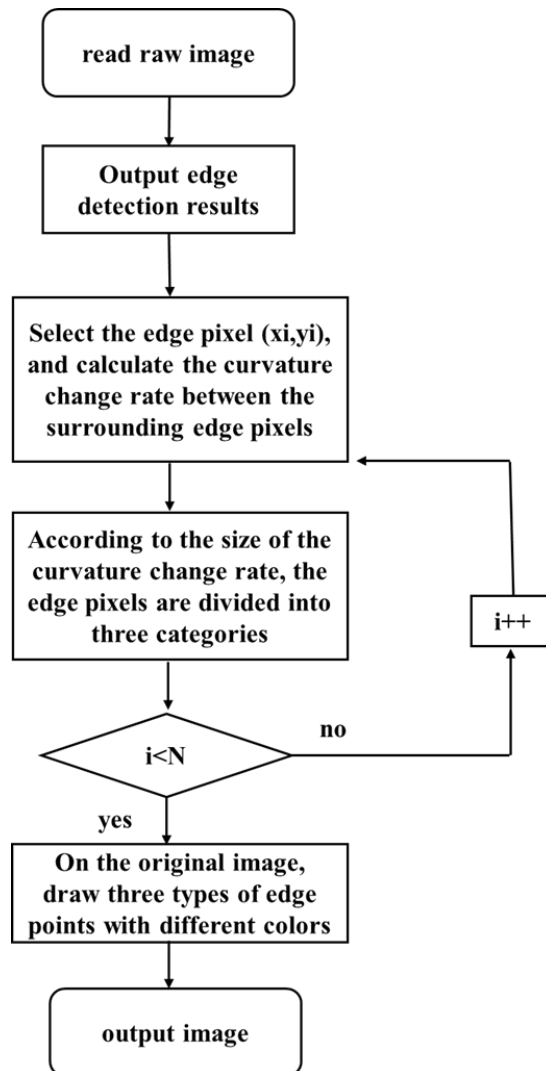 read raw image
Output edge
detection results
Select the edge pixel (xi,yi),
and calculate the curvature
change rate between the
surrounding edge pixels
According to the size of the
curvature change rate, the
edge pixels are divided into
three categories
i++
i<N
no
yes
On the original image,
draw three types of edge
points with different colors
output image